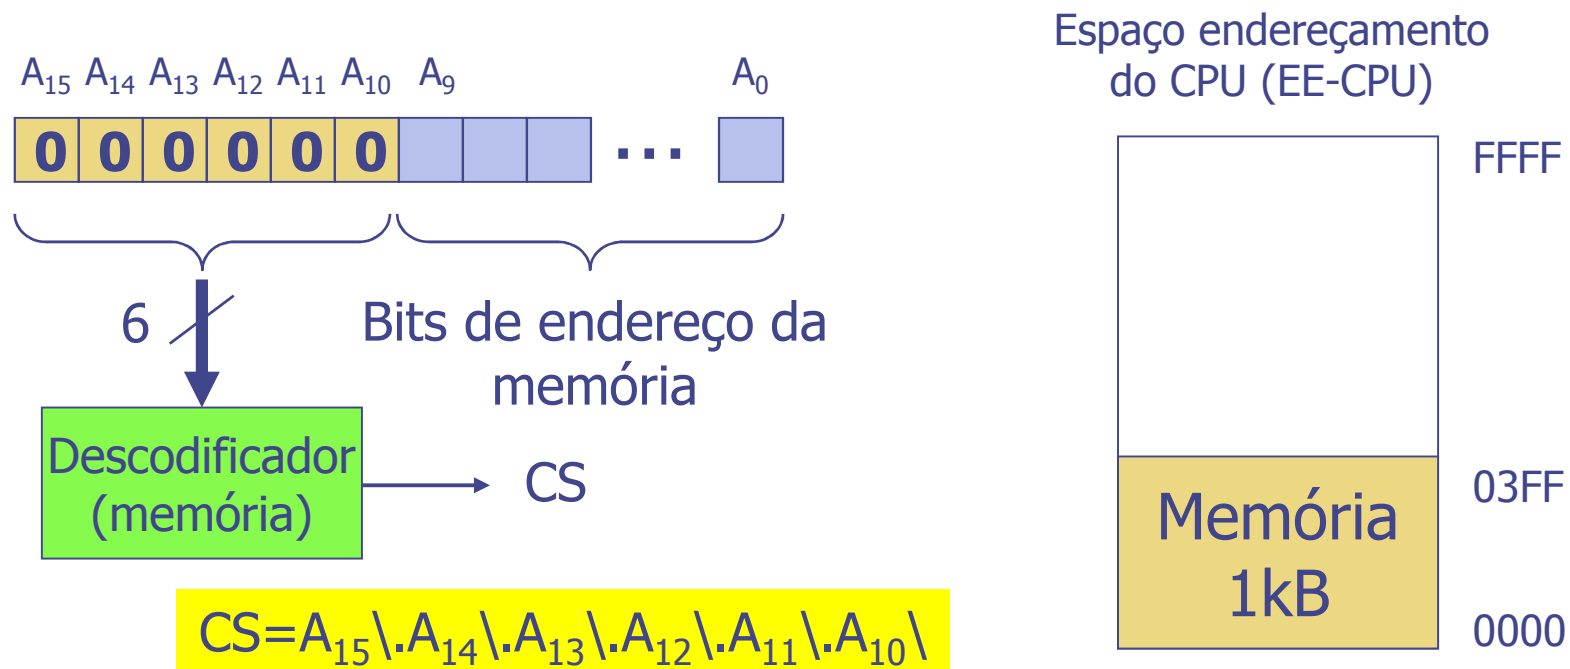 A₁₅ A₁₄ A₁₃ A₁₂ A₁₁ A₁₀ A₉ A₀
0 0 0 0 0 0 ...
6
Bits de endereço da
memória
Descodificador
(memória)
CS
CS=A₁₅\.A₁₄\.A₁₃\.A₁₂\.A₁₁\.A₁₀\
Espaço endereçamento
do CPU (EE-CPU)
FFFF
03FF
Memória
1kB
0000